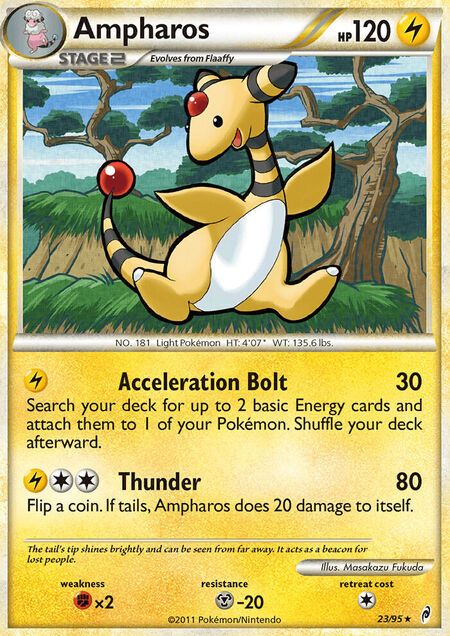 Ampharos
HP 120
STAGE 2
Evolves from Flaaffy
NO. 181 Light Pokémon HT: 4'07" WT: 135.6 lbs.
Acceleration Bolt 30
Search your deck for up to 2 basic Energy cards and
attach them to 1 of your Pokémon. Shuffle your deck
afterward.
Thunder 80
Flip a coin. If tails, Ampharos does 20 damage to itself.
The tail's tip shines brightly and can be seen from far away. It acts as a beacon for
lost people.
Illus. Masakazu Fukuda
weakness resistance retreat cost
×2 -20
©2011 Pokémon/Nintendo 23/95 ★